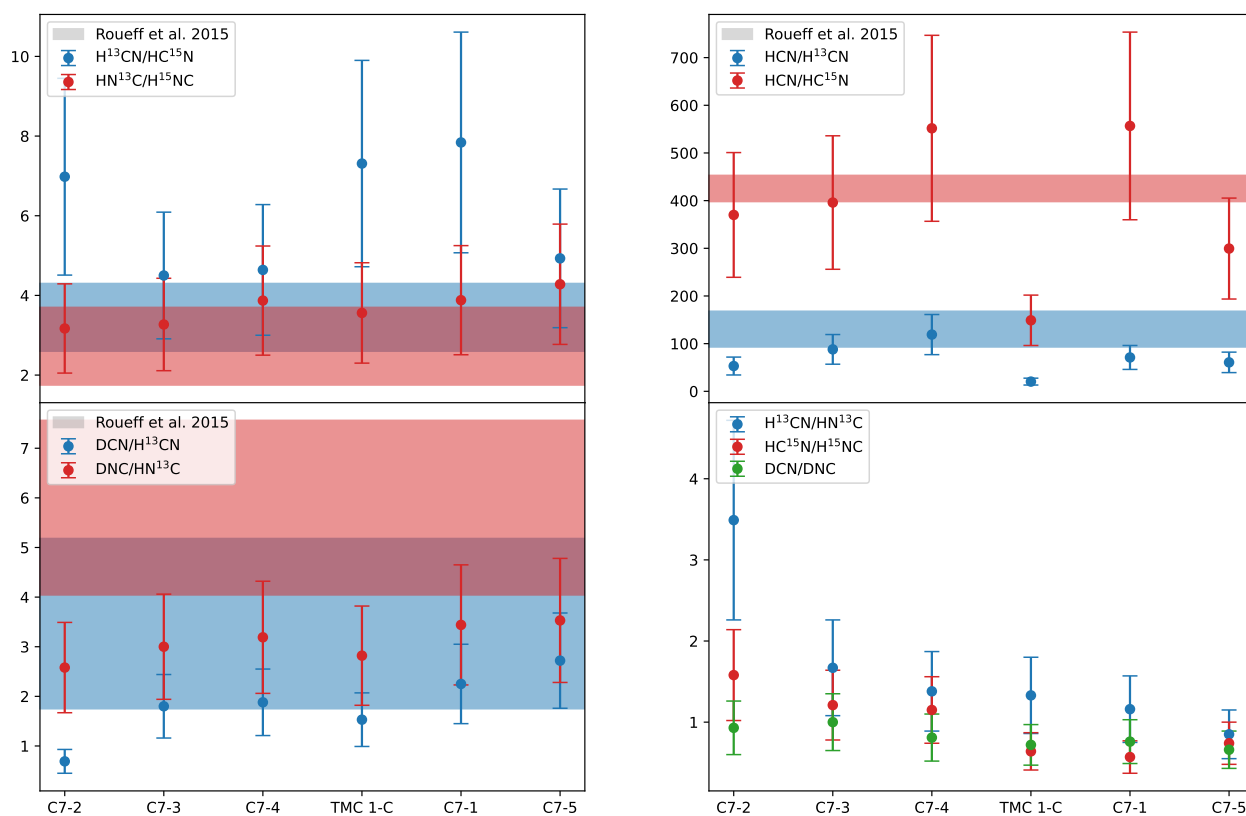 Roueff et al. 2015
H¹³CN/HC¹⁵N
HN¹³C/H¹⁵NC
10
8
6
4
2
Roueff et al. 2015
HCN/H¹³CN
HCN/HC¹⁵N
700
600
500
400
300
200
100
0
Roueff et al. 2015
DCN/H¹³CN
DNC/HN¹³C
7
6
5
4
3
2
1
C7-2 C7-3 C7-4 TMC 1-C C7-1 C7-5
H¹³CN/HN¹³C
HC¹⁵N/H¹⁵NC
DCN/DNC
4
3
2
1
C7-2 C7-3 C7-4 TMC 1-C C7-1 C7-5